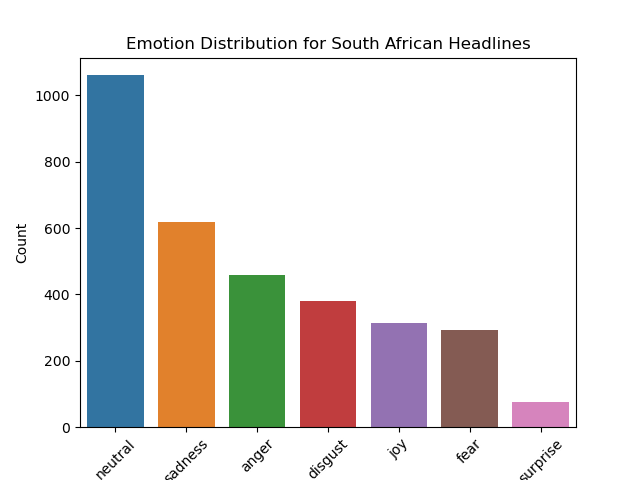 Emotion Distribution for South African Headlines
1000
800
600
400
200
0
Count
neutral
sadness
anger
disgust
joy
fear
surprise